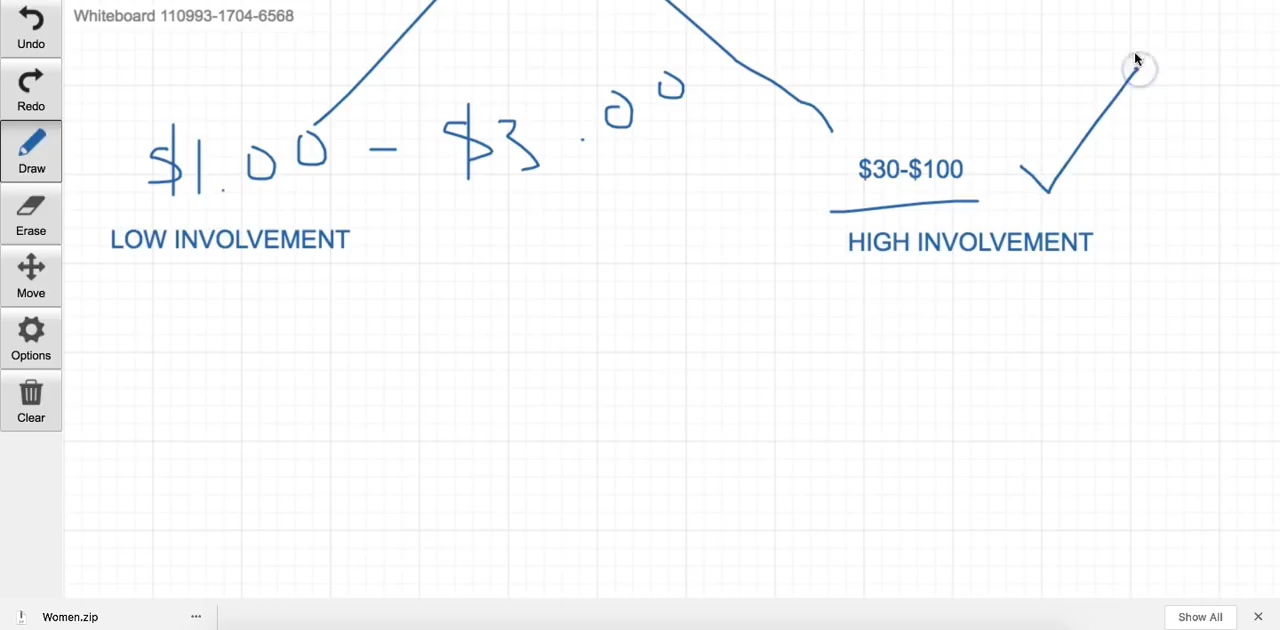 Whiteboard 110993-1704-6568
Undo
Redo
Draw
Erase
Move
Options
Clear
$1.00 - $3.00
$30-$100
LOW INVOLVEMENT
HIGH INVOLVEMENT
Women.zip
Show All